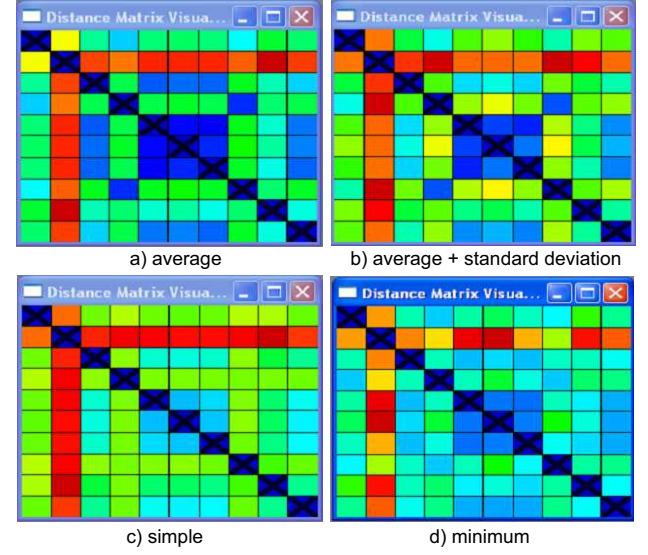 Distance Matrix Visua...
Distance Matrix Visua...
a) average
b) average + standard deviation
Distance Matrix Visua...
Distance Matrix Visua...
c) simple
d) minimum